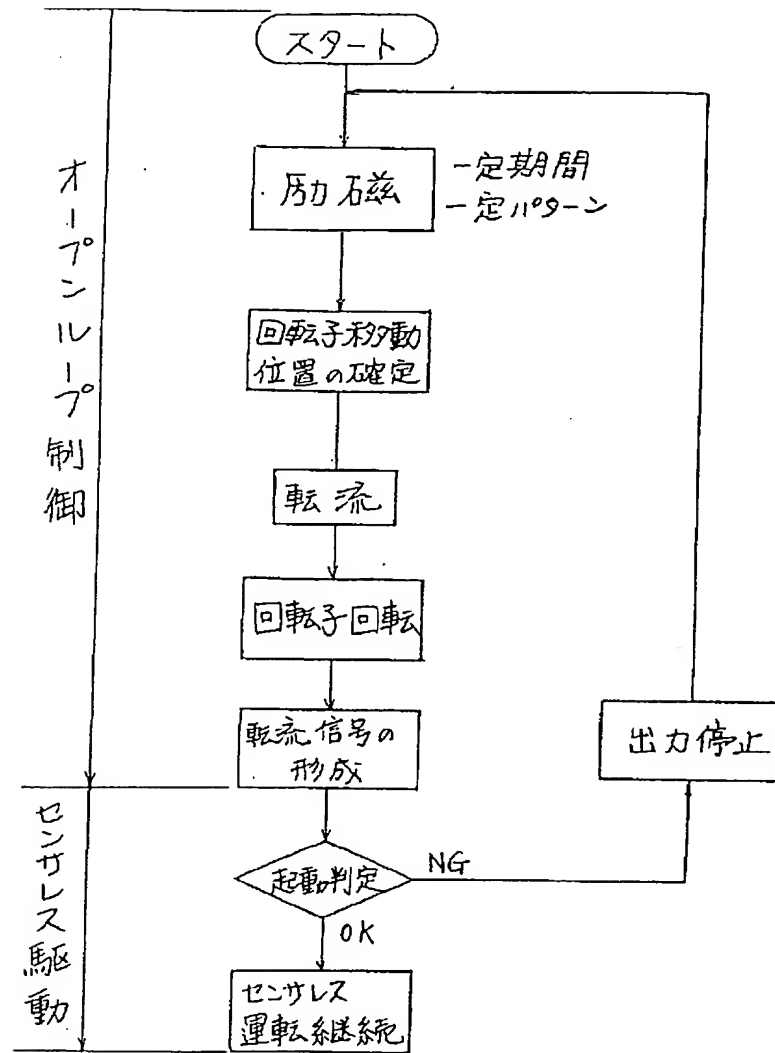 スタート
励磁
一定期間
一定パターン
回転子移動
位置の確定
転流
回転子回転
転流信号の
形成
出力停止
起動判定
NG
OK
センサレス
運転継続
オープンループ制御
センサレス駆動